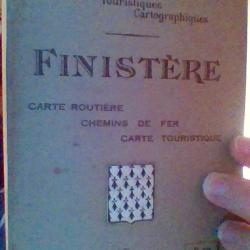 Touristiques
Cartographiques
FINISTÈRE
CARTE ROUTIÈRE
CHEMINS DE FER
CARTE TOURISTIQUE